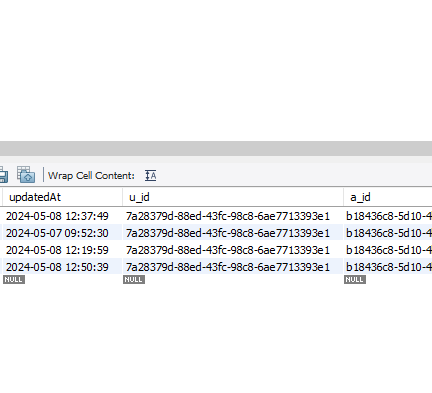 Wrap Cell Content:
updatedAt u_id a_id
2024-05-08 12:37:49 7a28379d-88ed-43fc-98c8-6ae7713393e1 b18436c8-5d10-4
2024-05-07 09:52:30 7a28379d-88ed-43fc-98c8-6ae7713393e1 b18436c8-5d10-4
2024-05-08 12:19:59 7a28379d-88ed-43fc-98c8-6ae7713393e1 b18436c8-5d10-4
2024-05-08 12:50:39 7a28379d-88ed-43fc-98c8-6ae7713393e1 b18436c8-5d10-4
NULL NULL NULL